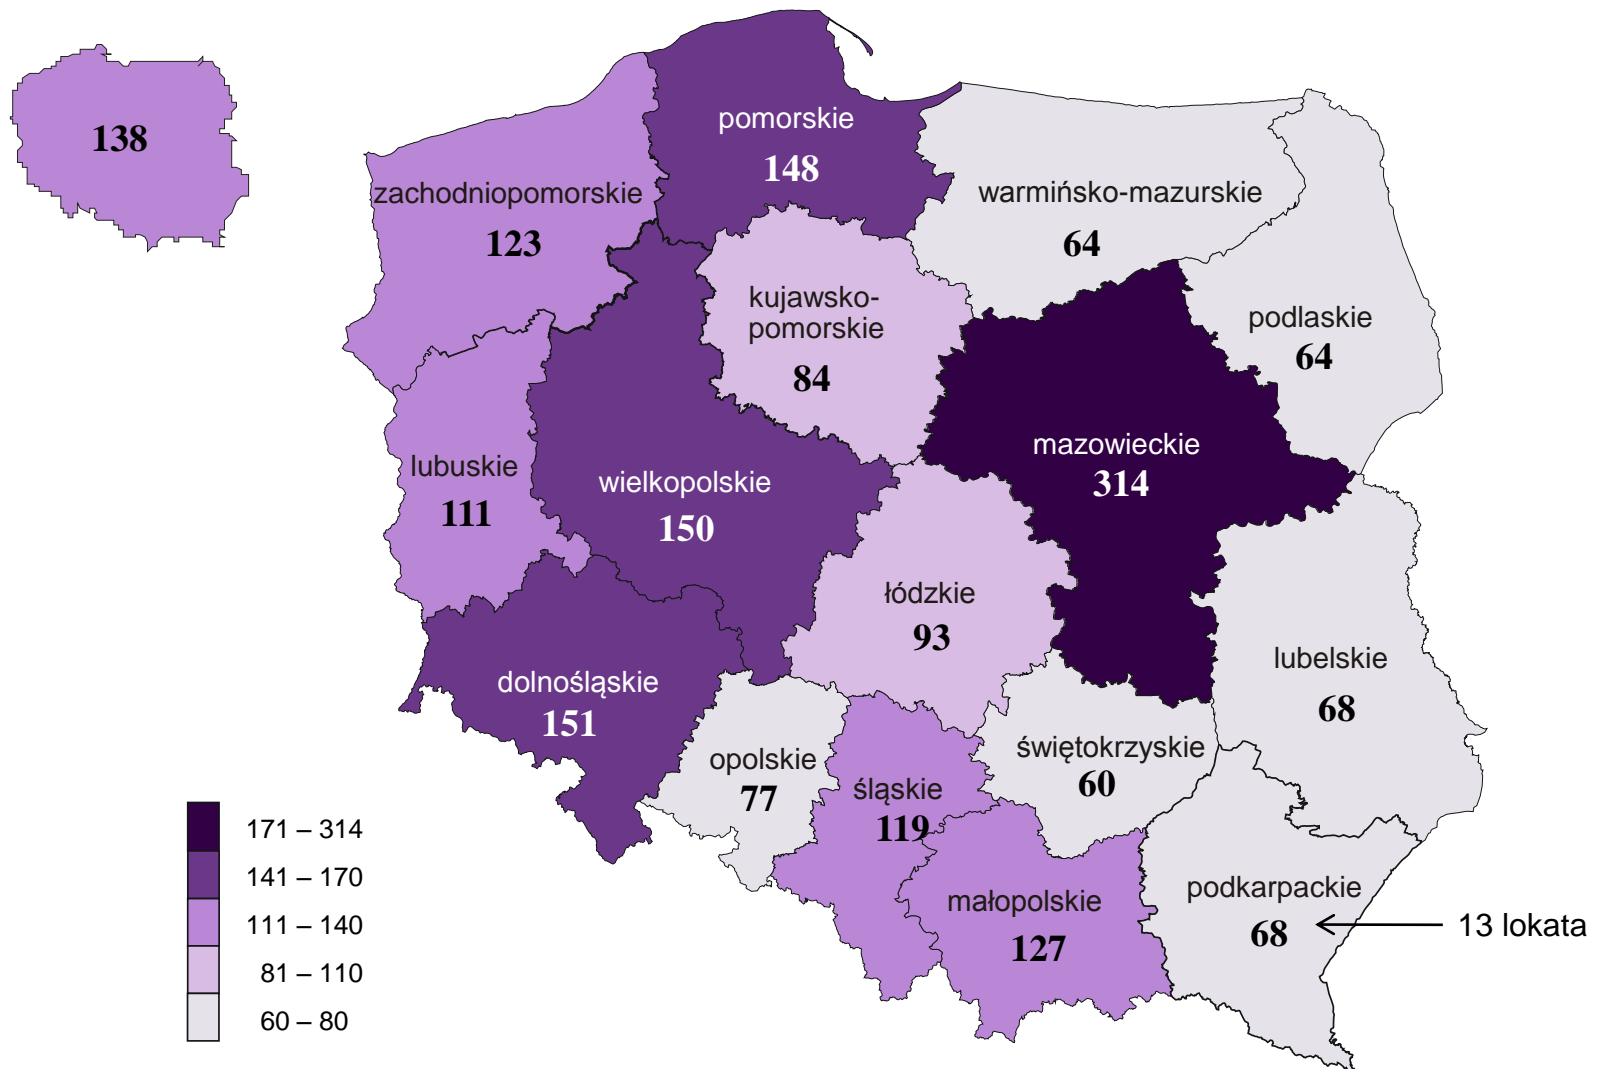 138
pomorskie
148
zachodniopomorskie
123
warmińsko-mazurskie
64
kujawsko-
pomorskie
84
podlaskie
64
mazowieckie
314
lubuskie
111
wielkopolskie
150
łódzkie
93
lubelskie
68
dolnośląskie
151
opolskie
77
śląskie
119
świętokrzyskie
60
małopolskie
127
podkarpackie
68
13 lokata
171 – 314
141 – 170
111 – 140
81 – 110
60 – 80